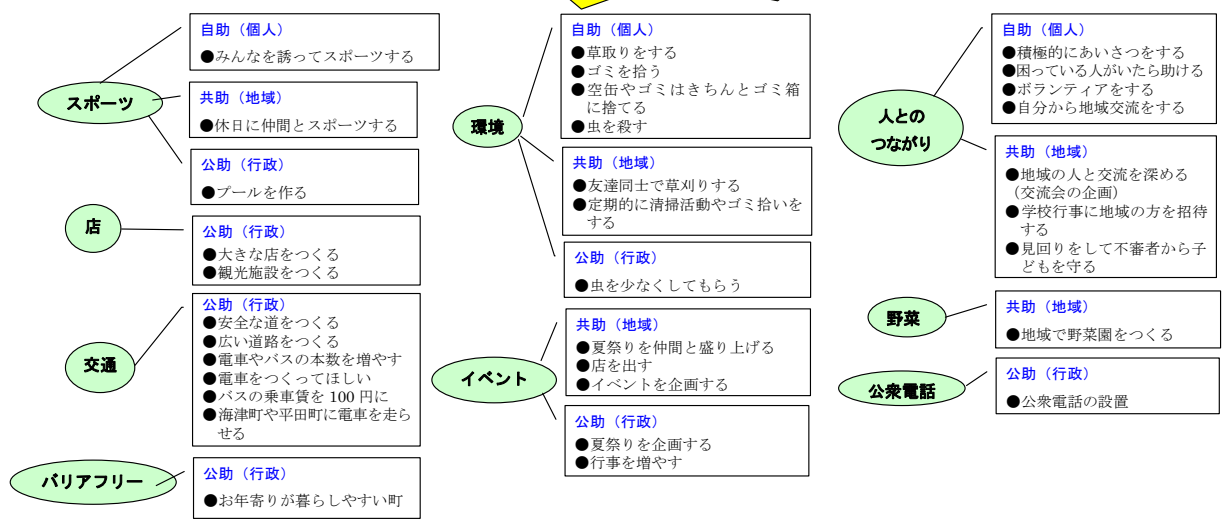 スポーツ
自助（個人）
●みんなを誘ってスポーツする
共助（地域）
●休日に仲間とスポーツする
公助（行政）
●プールを作る
店
公助（行政）
●大きな店をつくる
●観光施設をつくる
交通
公助（行政）
●安全な道をつくる
●広い道路をつくる
●電車やバスの本数を増やす
●電車をつくってほしい
●バスの乗車賃を 100 円に
●海津町や平田町に電車を走ら
せる
バリアフリー
公助（行政）
●お年寄りが暮らしやすい町
環境
自助（個人）
●草取りをする
●ゴミを拾う
●空缶やゴミはきちんとゴミ箱
に捨てる
●虫を殺す
共助（地域）
●友達同士で草刈りする
●定期的に清掃活動やゴミ拾いを
する
公助（行政）
●虫を少なくしてもらう
イベント
共助（地域）
●夏祭りを仲間と盛り上げる
●店を出す
●イベントを企画する
公助（行政）
●夏祭りを企画する
●行事を増やす
人との
つながり
自助（個人）
●積極的にあいさつをする
●困っている人がいたら助ける
●ボランティアをする
●自分から地域交流をする
共助（地域）
●地域の人と交流を深める
（交流会の企画）
●学校行事に地域の方を招待
する
●見回りをして不審者から子
どもを守る
野菜
共助（地域）
●地域で野菜園をつくる
公衆電話
公助（行政）
●公衆電話の設置